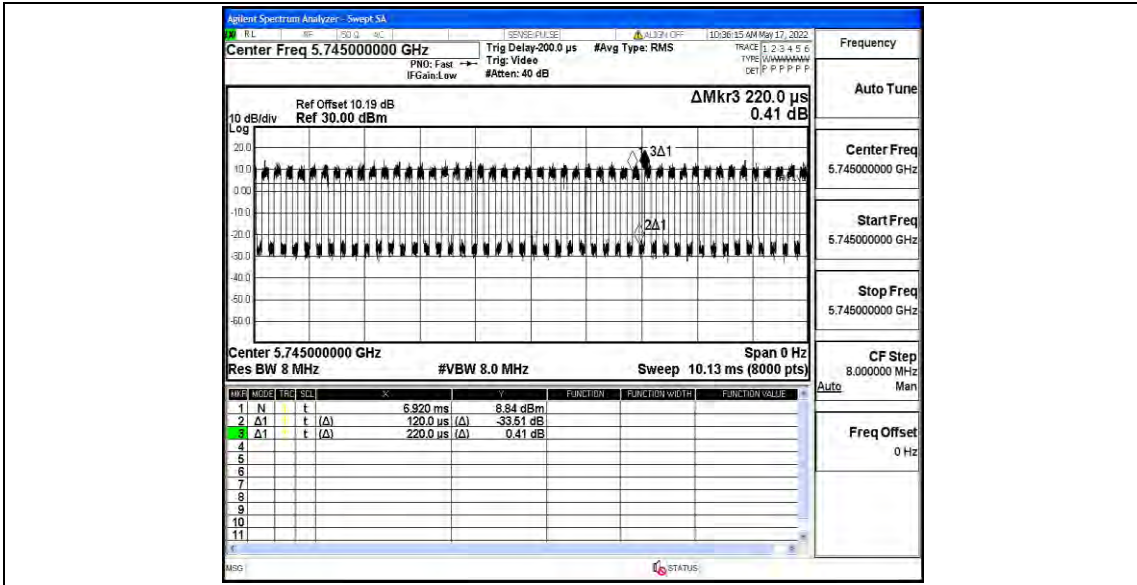 Agilent Spectrum Analyzer - Swept SA
RL RF 50 Ω AC SENSE:PULSE ALIGN OFF 10:36:15 AM May 17, 2022
Center Freq 5.745000000 GHz
PNO: Fast
IFGain:Low
Trig Delay-200.0 µs
Trig: Video
#Atten: 40 dB
#Avg Type: RMS
TRACE 1 2 3 4 5 6
TYPE
DET P P P P P P
Frequency
Auto Tune
Center Freq
5.745000000 GHz
Start Freq
5.745000000 GHz
Stop Freq
5.745000000 GHz
CF Step
8.000000 MHz
Auto Man
Freq Offset
0 Hz
ΔMkr3 220.0 µs
0.41 dB
Ref Offset 10.19 dB
10 dB/div Ref 30.00 dBm
Log
20.0
10.0
0.00
-10.0
-20.0
-30.0
-40.0
-50.0
-60.0
3Δ1
2Δ1
Center 5.745000000 GHz Span 0 Hz
Res BW 8 MHz #VBW 8.0 MHz Sweep 10.13 ms (8000 pts)
MKR MODE TRC SCL X Y FUNCTION FUNCTION WIDTH FUNCTION VALUE
1 N t 6.920 ms 8.84 dBm
2 Δ1 t (Δ) 120.0 µs (Δ) -33.51 dB
3 Δ1 t (Δ) 220.0 µs (Δ) 0.41 dB
4
5
6
7
8
9
10
11
MSG STATUS